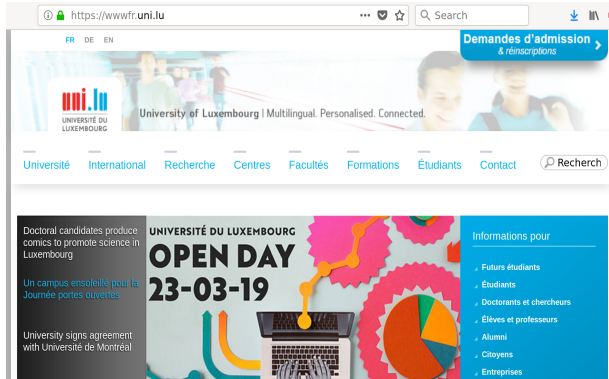 https://wwwfr.uni.lu
Search
FR DE EN
Demandes d'admission
& réinscriptions
uni.lu
UNIVERSITÉ DU
LUXEMBOURG
University of Luxembourg | Multilingual. Personalised. Connected.
Université International Recherche Centres Facultés Formations Étudiants Contact
Recherch
Doctoral candidates produce
comics to promote science in
Luxembourg
Un campus ensoleillé pour la
Journée portes ouvertes
University signs agreement
with Université de Montréal
UNIVERSITÉ DU LUXEMBOURG
OPEN DAY
23-03-19
Informations pour
Futurs étudiants
Étudiants
Doctorants et chercheurs
Élèves et professeurs
Alumni
Citoyens
Entreprises